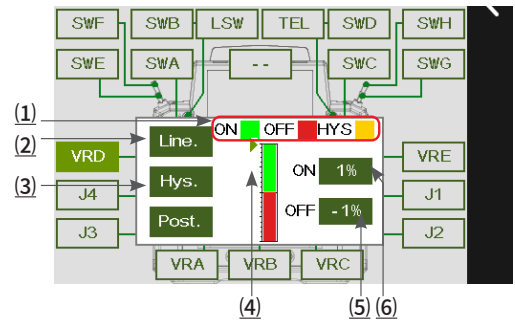 SWF SWB LSW TEL SWD SWH
SWE SWA -- SWC SWG
(1) ON OFF HYS
(2) Line.
VRD VRE
(3) Hys. ON 1%
J4 J1
Post. OFF -1%
J3 J2
VRA VRB VRC
(4) (5) (6)